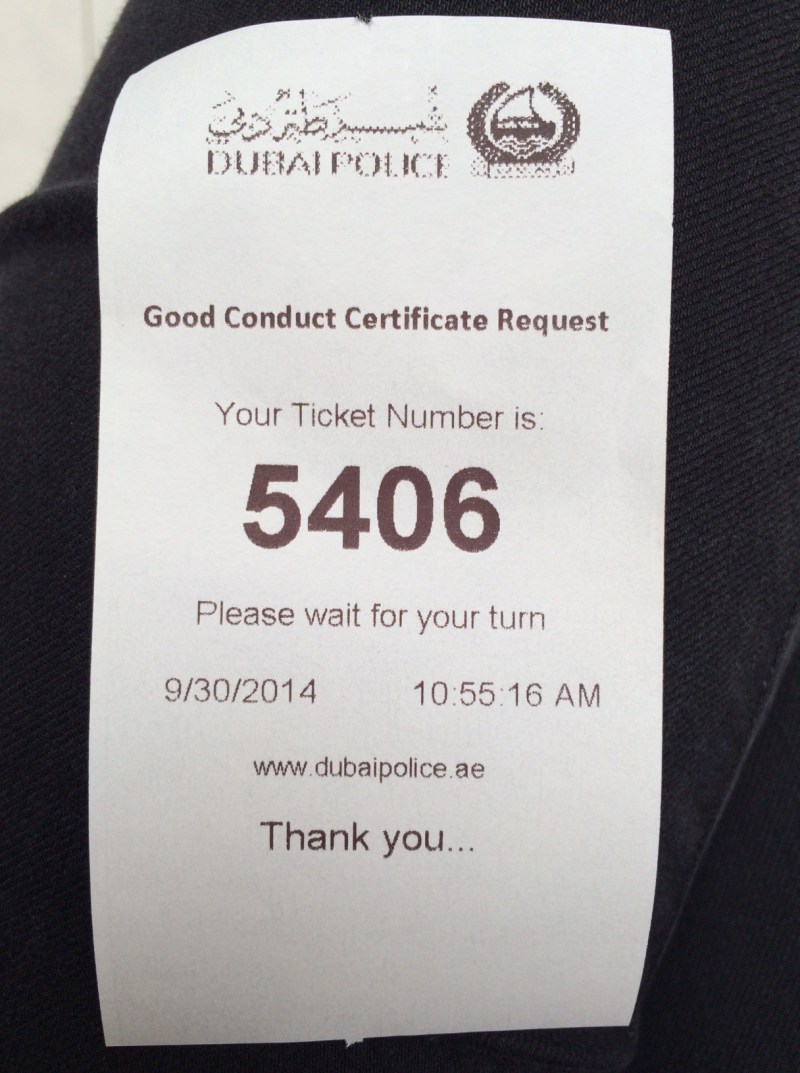 شرطة دبي
DUBAI POLICE
Good Conduct Certificate Request
Your Ticket Number is:
5406
Please wait for your turn
9/30/2014 10:55:16 AM
www.dubaipolice.ae
Thank you...